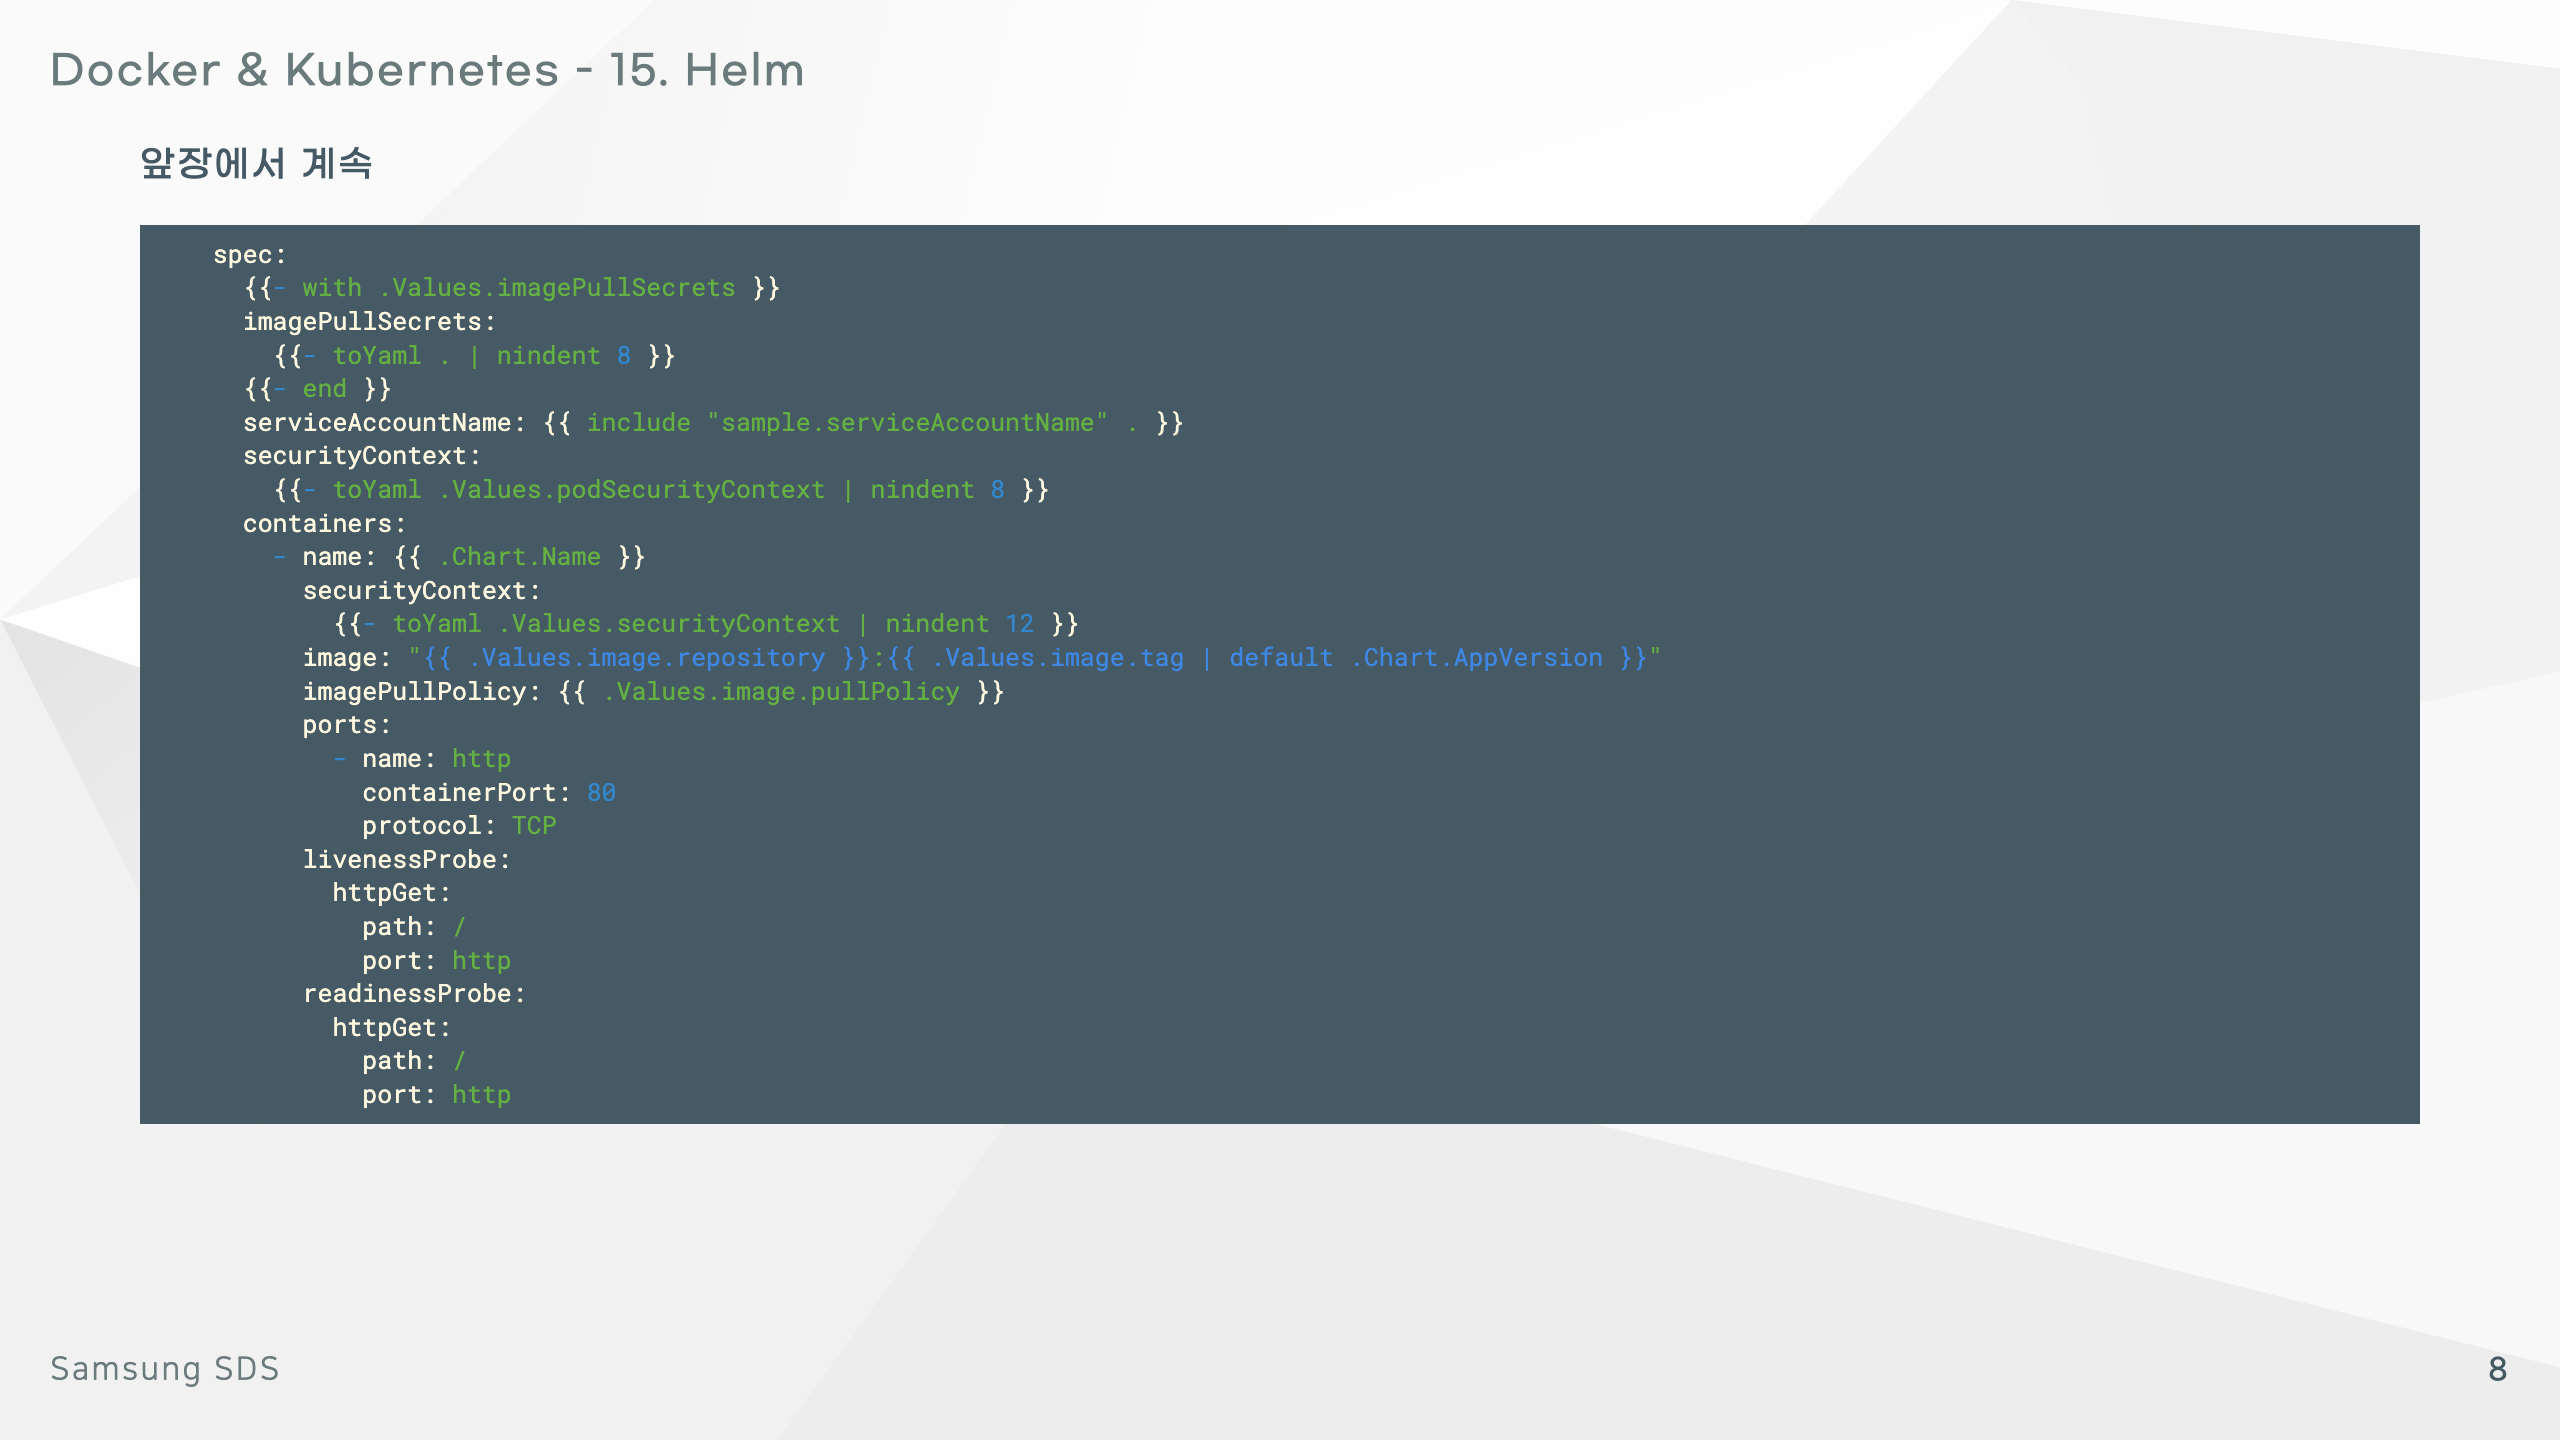 Docker & Kubernetes - 15. Helm
앞장에서 계속
spec:
  {{- with .Values.imagePullSecrets }}
  imagePullSecrets:
    {{- toYaml . | nindent 8 }}
  {{- end }}
  serviceAccountName: {{ include "sample.serviceAccountName" . }}
  securityContext:
    {{- toYaml .Values.podSecurityContext | nindent 8 }}
  containers:
    - name: {{ .Chart.Name }}
      securityContext:
        {{- toYaml .Values.securityContext | nindent 12 }}
      image: "{{ .Values.image.repository }}:{{ .Values.image.tag | default .Chart.AppVersion }}"
      imagePullPolicy: {{ .Values.image.pullPolicy }}
      ports:
        - name: http
          containerPort: 80
          protocol: TCP
      livenessProbe:
        httpGet:
          path: /
          port: http
      readinessProbe:
        httpGet:
          path: /
          port: http
Samsung SDS
8